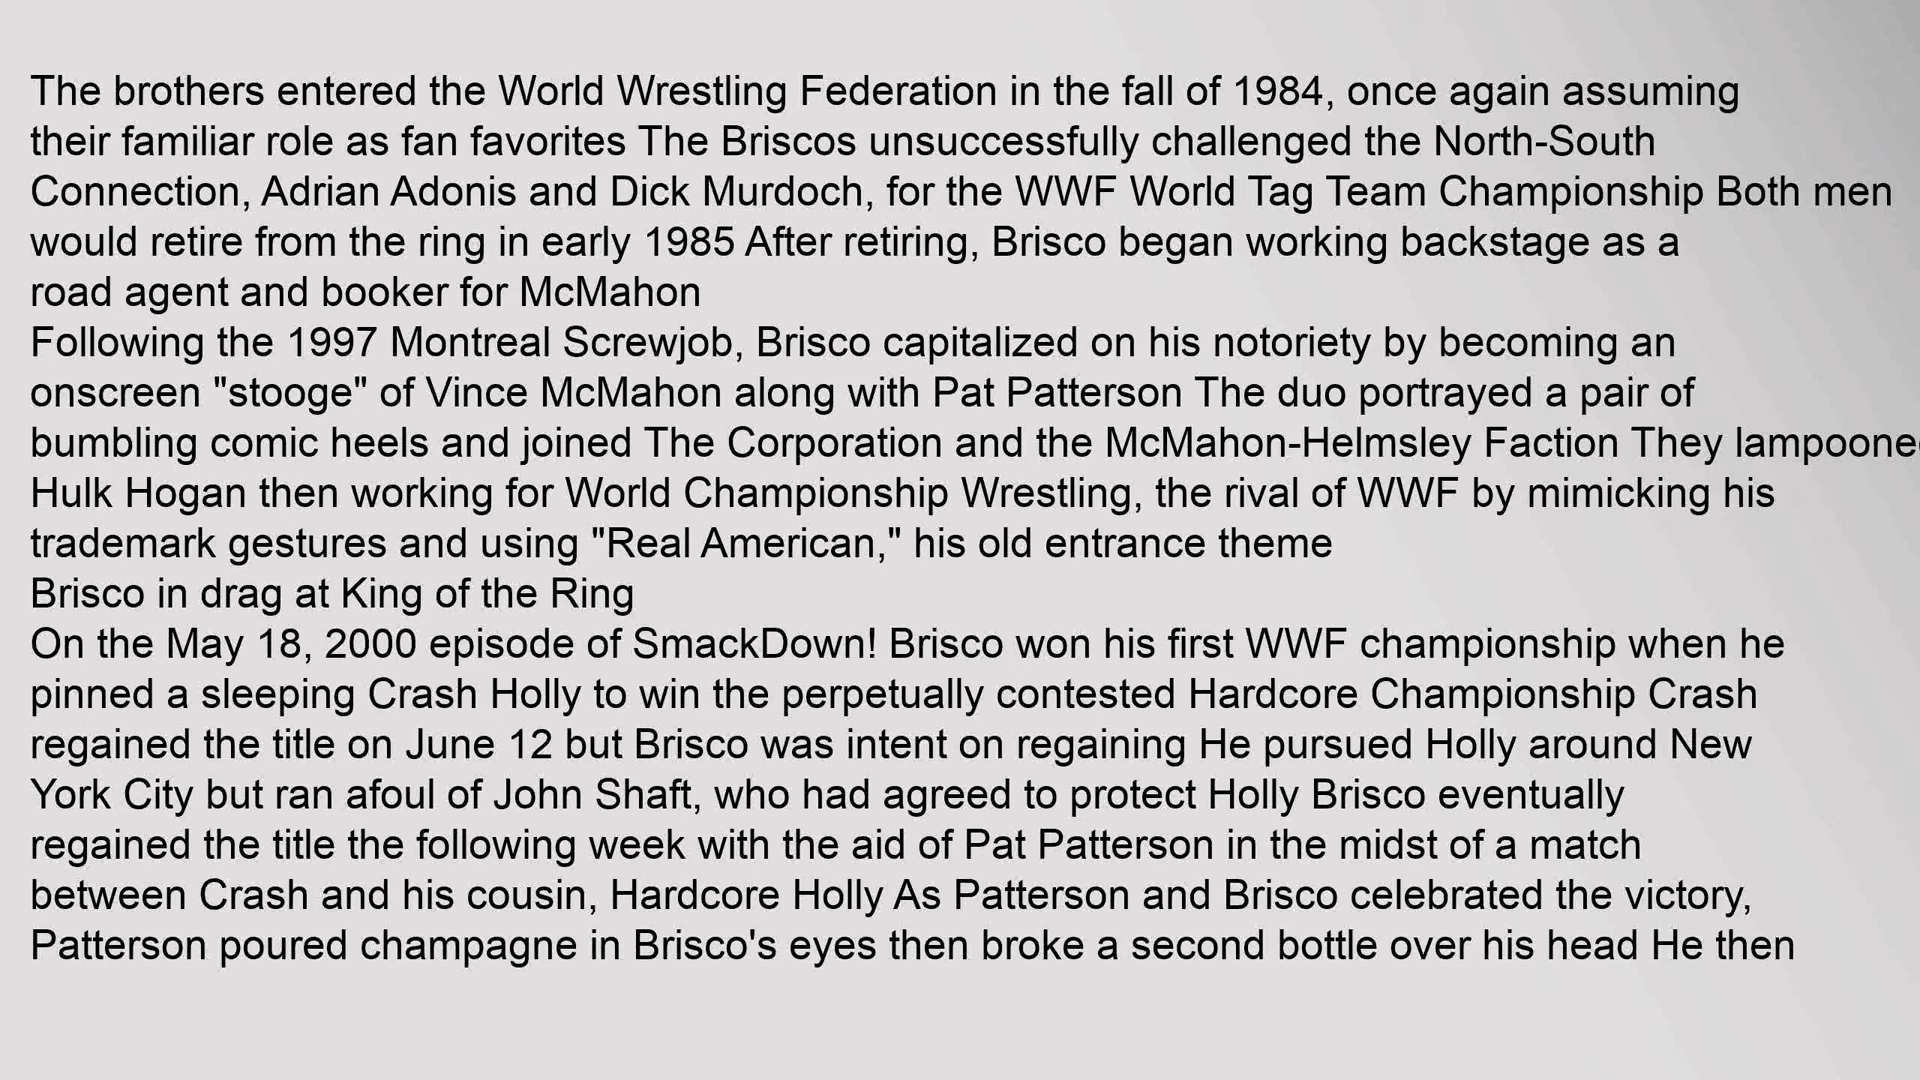 The brothers entered the World Wrestling Federation in the fall of 1984, once again assuming
their familiar role as fan favorites The Briscos unsuccessfully challenged the North-South
Connection, Adrian Adonis and Dick Murdoch, for the WWF World Tag Team Championship Both men
would retire from the ring in early 1985 After retiring, Brisco began working backstage as a
road agent and booker for McMahon
Following the 1997 Montreal Screwjob, Brisco capitalized on his notoriety by becoming an
onscreen "stooge" of Vince McMahon along with Pat Patterson The duo portrayed a pair of
bumbling comic heels and joined The Corporation and the McMahon-Helmsley Faction They lampooned
Hulk Hogan then working for World Championship Wrestling, the rival of WWF by mimicking his
trademark gestures and using "Real American," his old entrance theme
Brisco in drag at King of the Ring
On the May 18, 2000 episode of SmackDown! Brisco won his first WWF championship when he
pinned a sleeping Crash Holly to win the perpetually contested Hardcore Championship Crash
regained the title on June 12 but Brisco was intent on regaining He pursued Holly around New
York City but ran afoul of John Shaft, who had agreed to protect Holly Brisco eventually
regained the title the following week with the aid of Pat Patterson in the midst of a match
between Crash and his cousin, Hardcore Holly As Patterson and Brisco celebrated the victory,
Patterson poured champagne in Brisco's eyes then broke a second bottle over his head He then